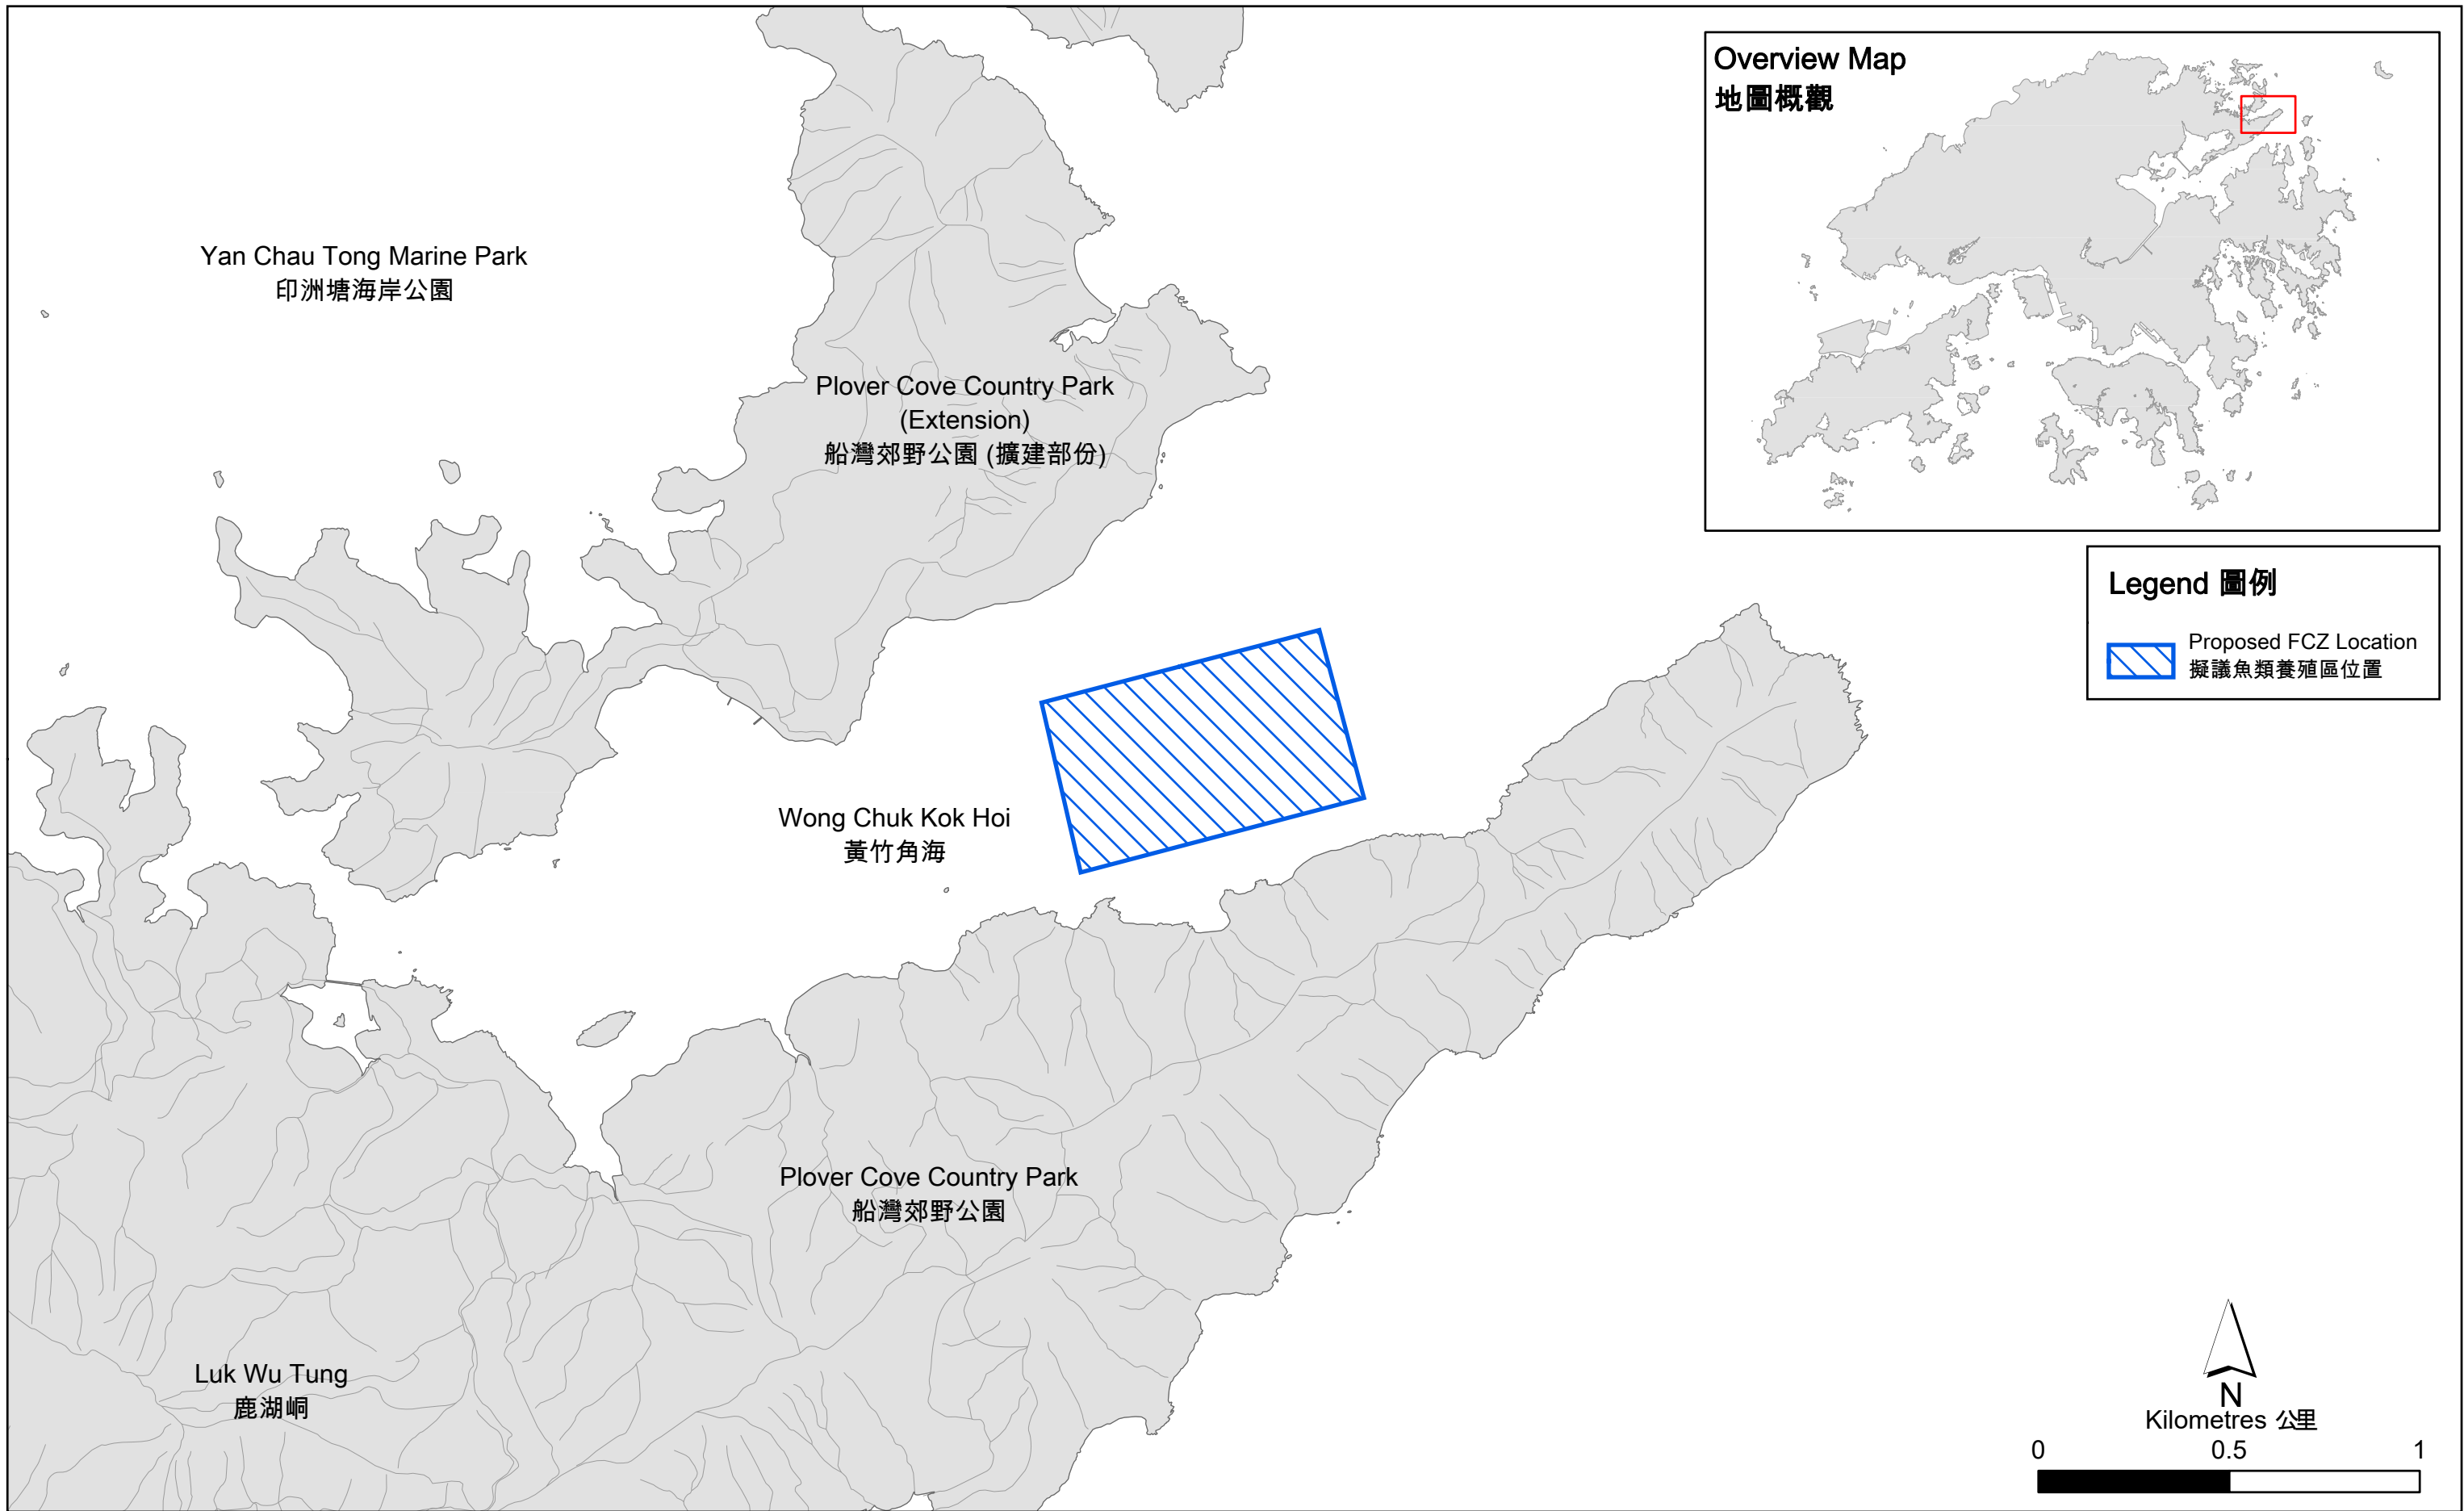 Overview Map
地圖概觀
Yan Chau Tong Marine Park
印洲塘海岸公園
Plover Cove Country Park
(Extension)
船灣郊野公園 (擴建部份)
Legend 圖例
Proposed FCZ Location
擬議魚類養殖區位置
Wong Chuk Kok Hoi
黃竹角海
Plover Cove Country Park
船灣郊野公園
Luk Wu Tung
鹿湖峒
N
Kilometres 公里
0 0.5 1